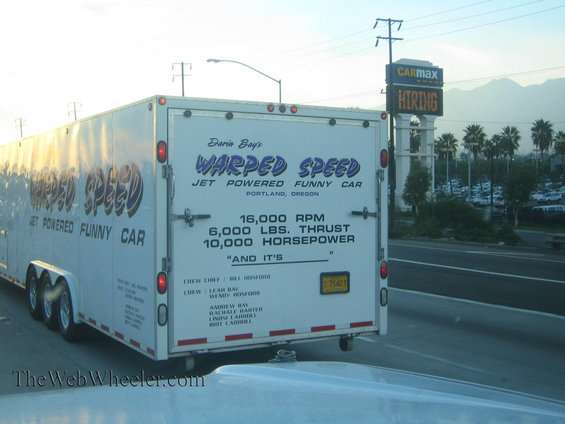 CARMAX
HIRING
Darin Bay's
WARPED SPEED
JET POWERED FUNNY CAR
PORTLAND, OREGON
16,000 RPM
6,000 LBS. THRUST
10,000 HORSEPOWER
"AND IT'S ________"
CREW CHIEF / BILL HOSFORD
CREW / LEAH BAY
WENDY HOSFORD
ANDREW BAY
RACHALE HARTER
LINDSE CARROLL
BRIT CARROLL
WARPED SPEED
JET POWERED FUNNY CAR
TheWebWheeler.com